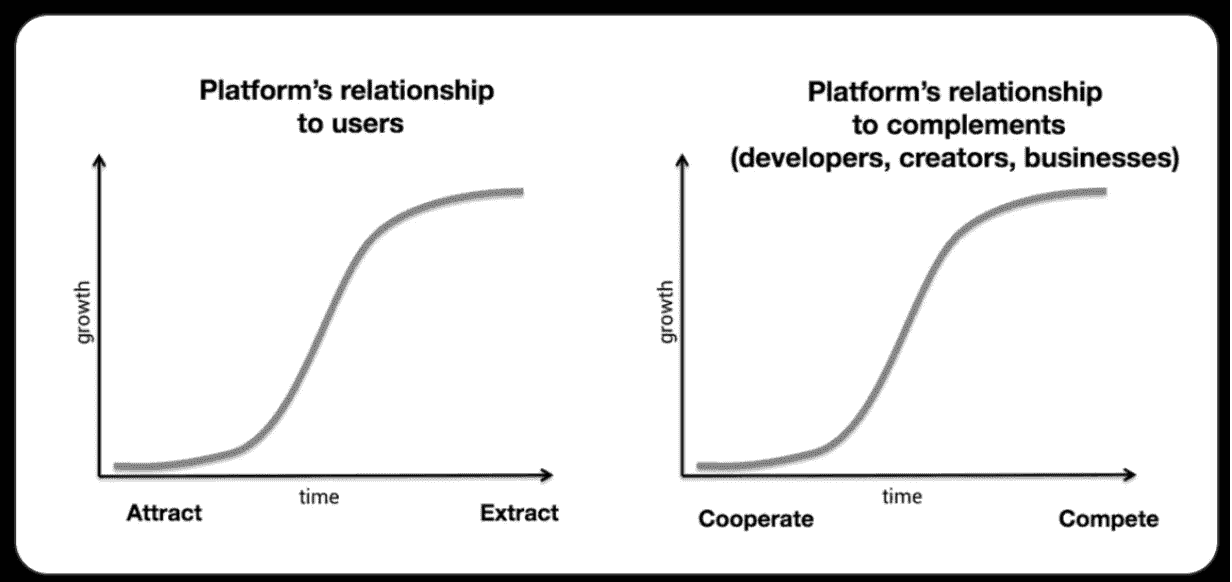 Platform’s relationship
to users
growth
time
Attract
Extract
Platform’s relationship
to complements
(developers, creators, businesses)
growth
time
Cooperate
Compete